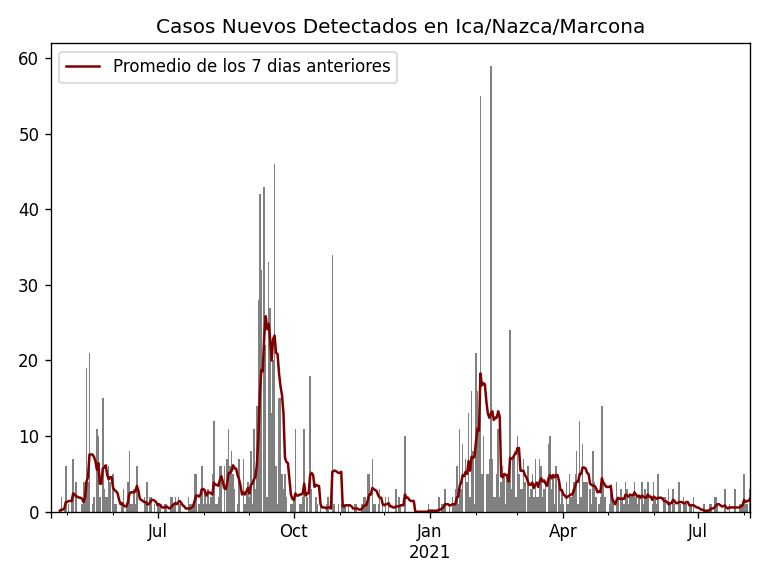 Casos Nuevos Detectados en Ica/Nazca/Marcona
Promedio de los 7 dias anteriores
60
50
40
30
20
10
0
Jul
Oct
Jan
2021
Apr
Jul